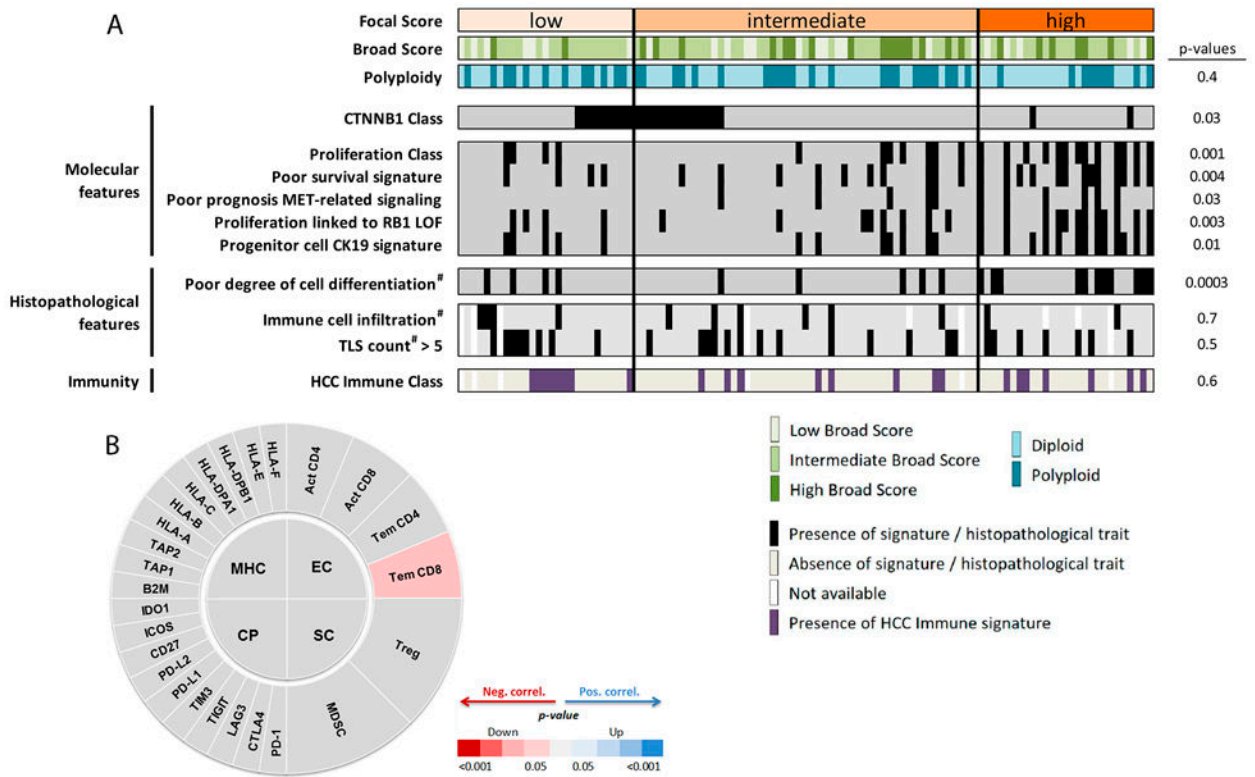 A
Focal Score
low
intermediate
high
Broad Score
p-values
Polyploidy
0.4
CTNNB1 Class
0.03
Molecular
features
Proliferation Class
0.001
Poor survival signature
0.004
Poor prognosis MET-related signaling
0.03
Proliferation linked to RB1 LOF
0.003
Progenitor cell CK19 signature
0.01
Histopathological
features
Poor degree of cell differentiation#
0.0003
Immune cell infiltration#
0.7
TLS count# > 5
0.5
Immunity
HCC Immune Class
0.6
B
HLA-F
HLA-E
HLA-DPB1
HLA-DPA1
HLA-C
HLA-B
HLA-A
TAP2
TAP1
B2M
IDO1
ICOS
CD27
PD-L2
PD-L1
TIM3
TIGIT
LAG3
CTLA4
PD-1
MDSC
Treg
Tem CD8
Tem CD4
Act CD8
Act CD4
MHC
EC
CP
SC
Neg. correl.
Pos. correl.
p-value
Down
Up
<0.001
0.05
0.05
<0.001
Low Broad Score
Intermediate Broad Score
High Broad Score
Diploid
Polyploid
Presence of signature / histopathological trait
Absence of signature / histopathological trait
Not available
Presence of HCC Immune signature